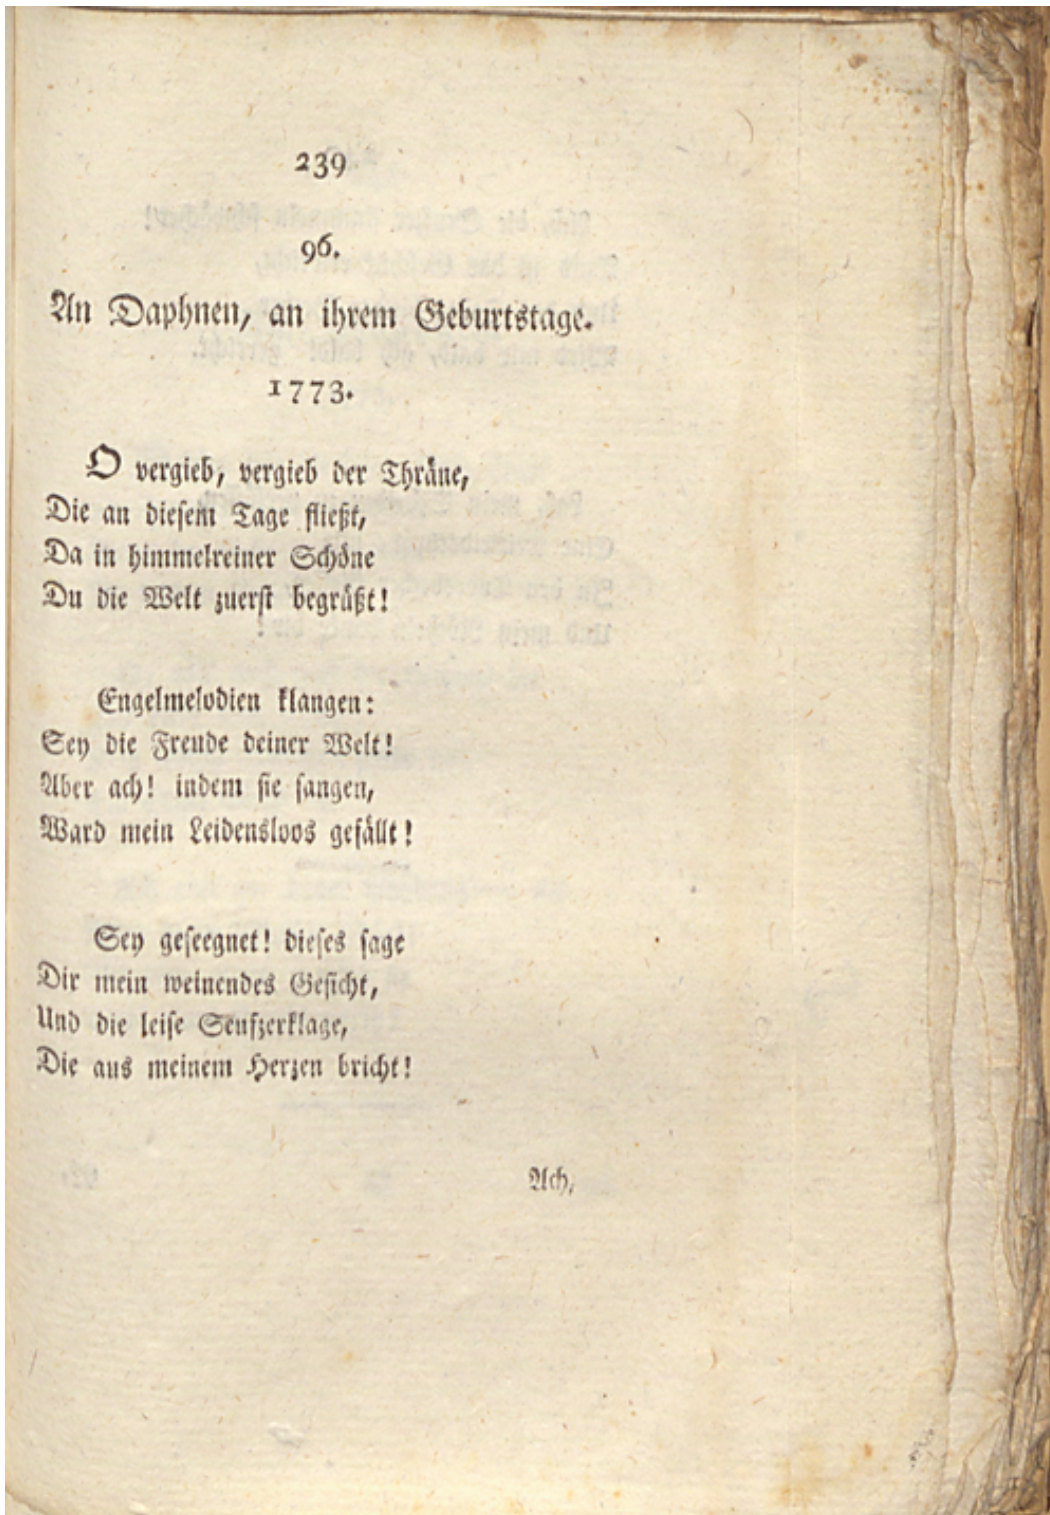 239
96.
An Daphnen, an ihrem Geburtstage.
1773.
O vergieb, vergieb der Thräne,
Die an diesem Tage fließt,
Da in himmelreiner Schöne
Du die Welt zuerst begrüßt!
Engelmelodien klangen:
Sey die Freude deiner Welt!
Aber ach! indem sie sangen,
Ward mein Leidensloos gefällt!
Sey geseegnet! dieses sage
Dir mein weinendes Gesicht,
Und die leise Seufzerklage,
Die aus meinem Herzen bricht!
Ach,